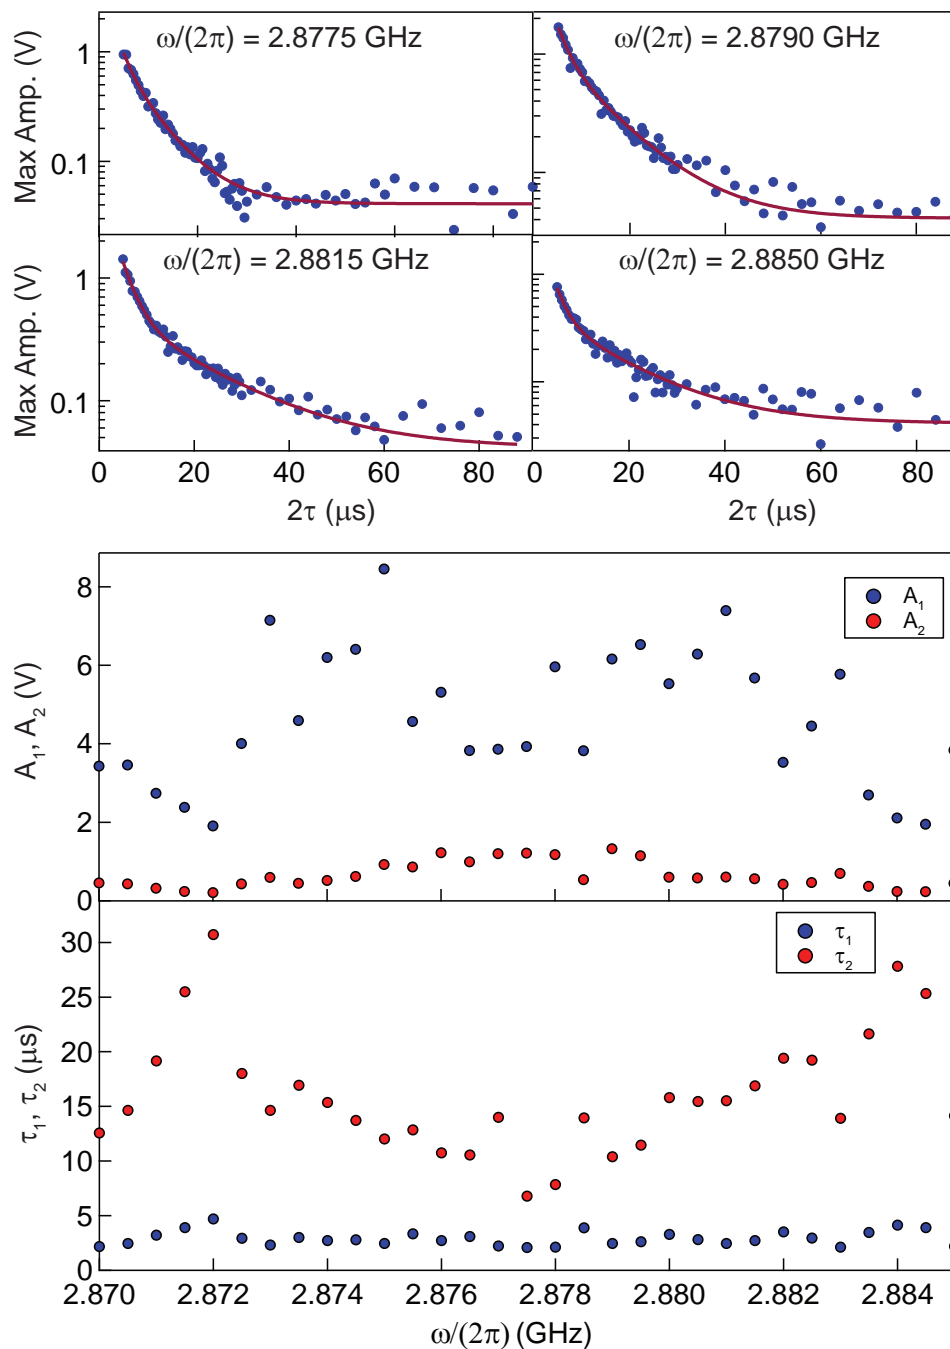 ω/(2π) = 2.8775 GHz
ω/(2π) = 2.8790 GHz
Max Amp. (V)
1
0.1
ω/(2π) = 2.8815 GHz
ω/(2π) = 2.8850 GHz
Max Amp. (V)
1
0.1
0 20 40 60 80 20 40 60 80
2τ (μs) 2τ (μs)
A₁, A₂ (V)
8
6
4
2
0
A₁
A₂
τ₁, τ₂ (μs)
30
25
20
15
10
5
0
τ₁
τ₂
2.870 2.872 2.874 2.876 2.878 2.880 2.882 2.884
ω/(2π) (GHz)